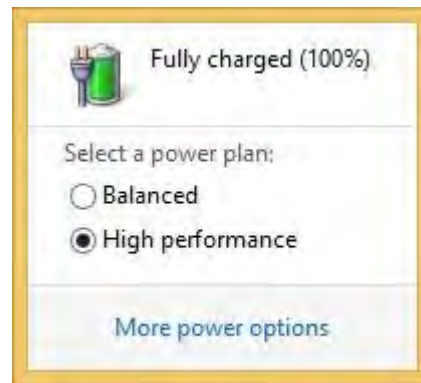 Fully charged (100%)
Select a power plan:
Balanced
High performance
More power options